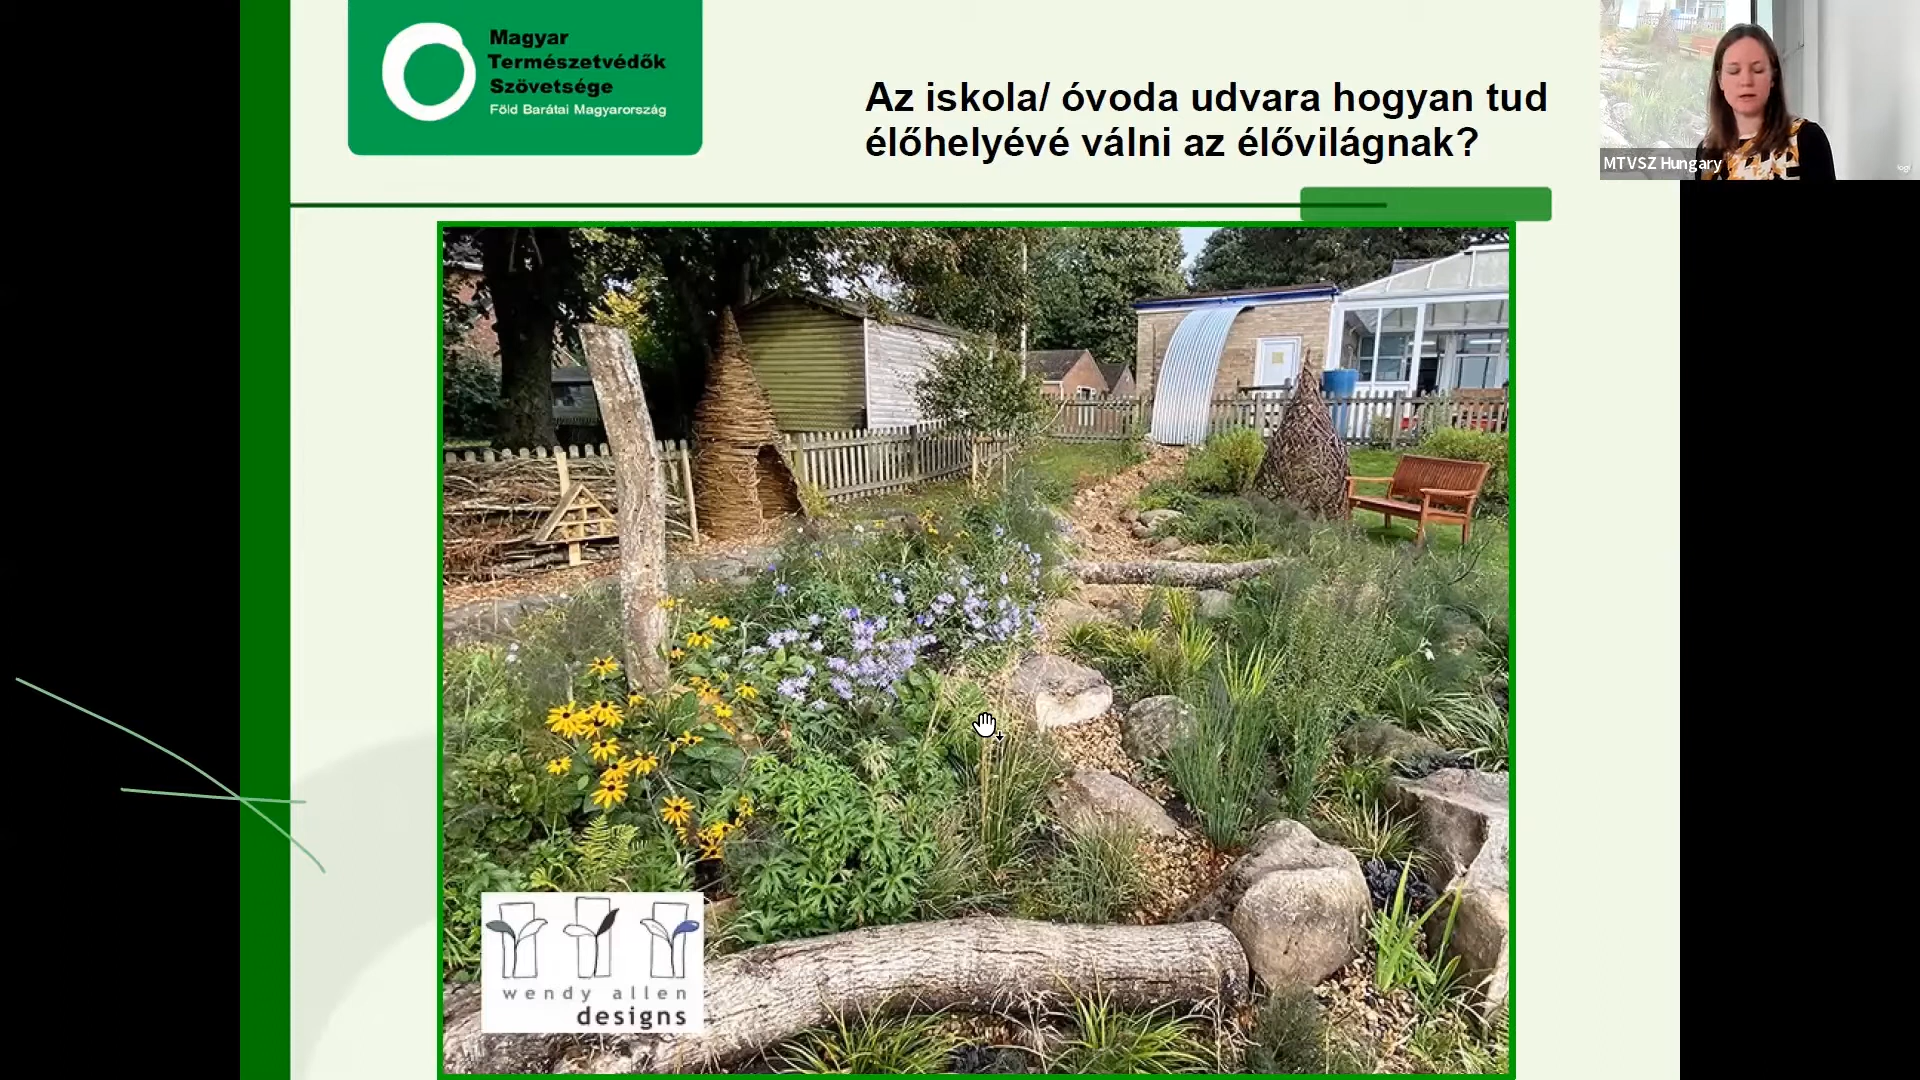 Magyar
Természetvédők
Szövetsége
Föld Barátai Magyarország
Az iskola/ óvoda udvara hogyan tud
élőhelyévé válni az élővilágnak?
MTVSZ Hungary
wendy allen
designs